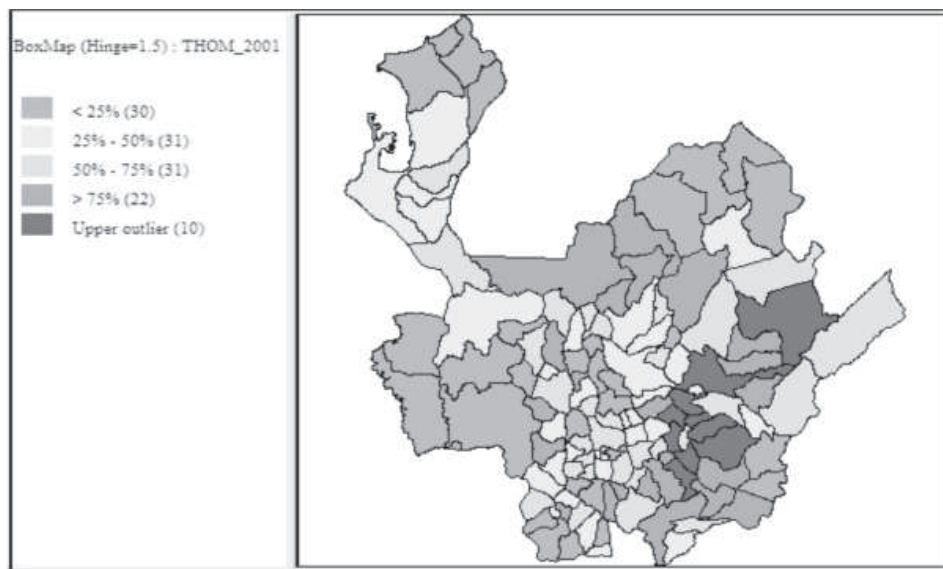 BoxMap (Hinge=1.5) : THOM_2001
< 25% (30)
25% - 50% (31)
50% - 75% (31)
> 75% (22)
Upper outlier (10)